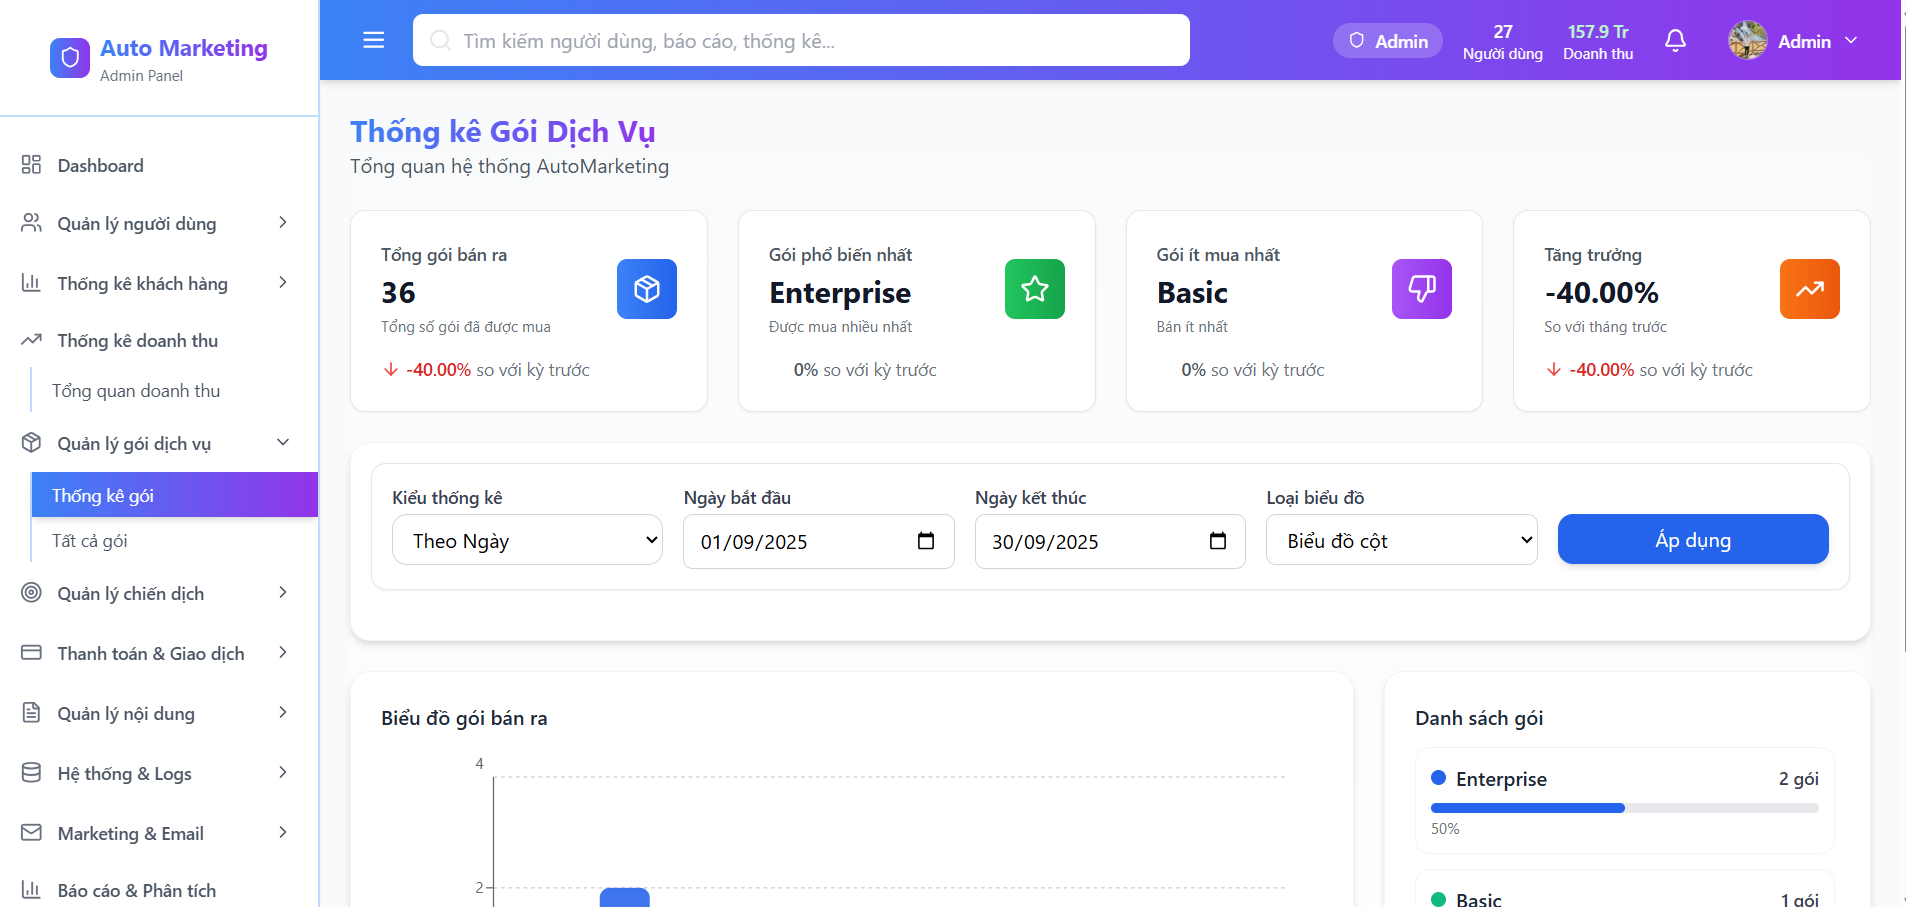 Auto Marketing
Admin Panel
Dashboard
Quản lý người dùng
Thống kê khách hàng
Thống kê doanh thu
Tổng quan doanh thu
Quản lý gói dịch vụ
Thống kê gói
Tất cả gói
Quản lý chiến dịch
Thanh toán & Giao dịch
Quản lý nội dung
Hệ thống & Logs
Marketing & Email
Báo cáo & Phân tích
Tìm kiếm người dùng, báo cáo, thống kê...
Admin
27
Người dùng
157.9 Tr
Doanh thu
Admin
Thống kê Gói Dịch Vụ
Tổng quan hệ thống AutoMarketing
Tổng gói bán ra
36
Tổng số gói đã được mua
-40.00% so với kỳ trước
Gói phổ biến nhất
Enterprise
Được mua nhiều nhất
0% so với kỳ trước
Gói ít mua nhất
Basic
Bán ít nhất
0% so với kỳ trước
Tăng trưởng
-40.00%
So với tháng trước
-40.00% so với kỳ trước
Kiểu thống kê
Theo Ngày
Ngày bắt đầu
01/09/2025
Ngày kết thúc
30/09/2025
Loại biểu đồ
Biểu đồ cột
Áp dụng
Biểu đồ gói bán ra
4
2
Danh sách gói
Enterprise 2 gói
50%
Basic 1 gói